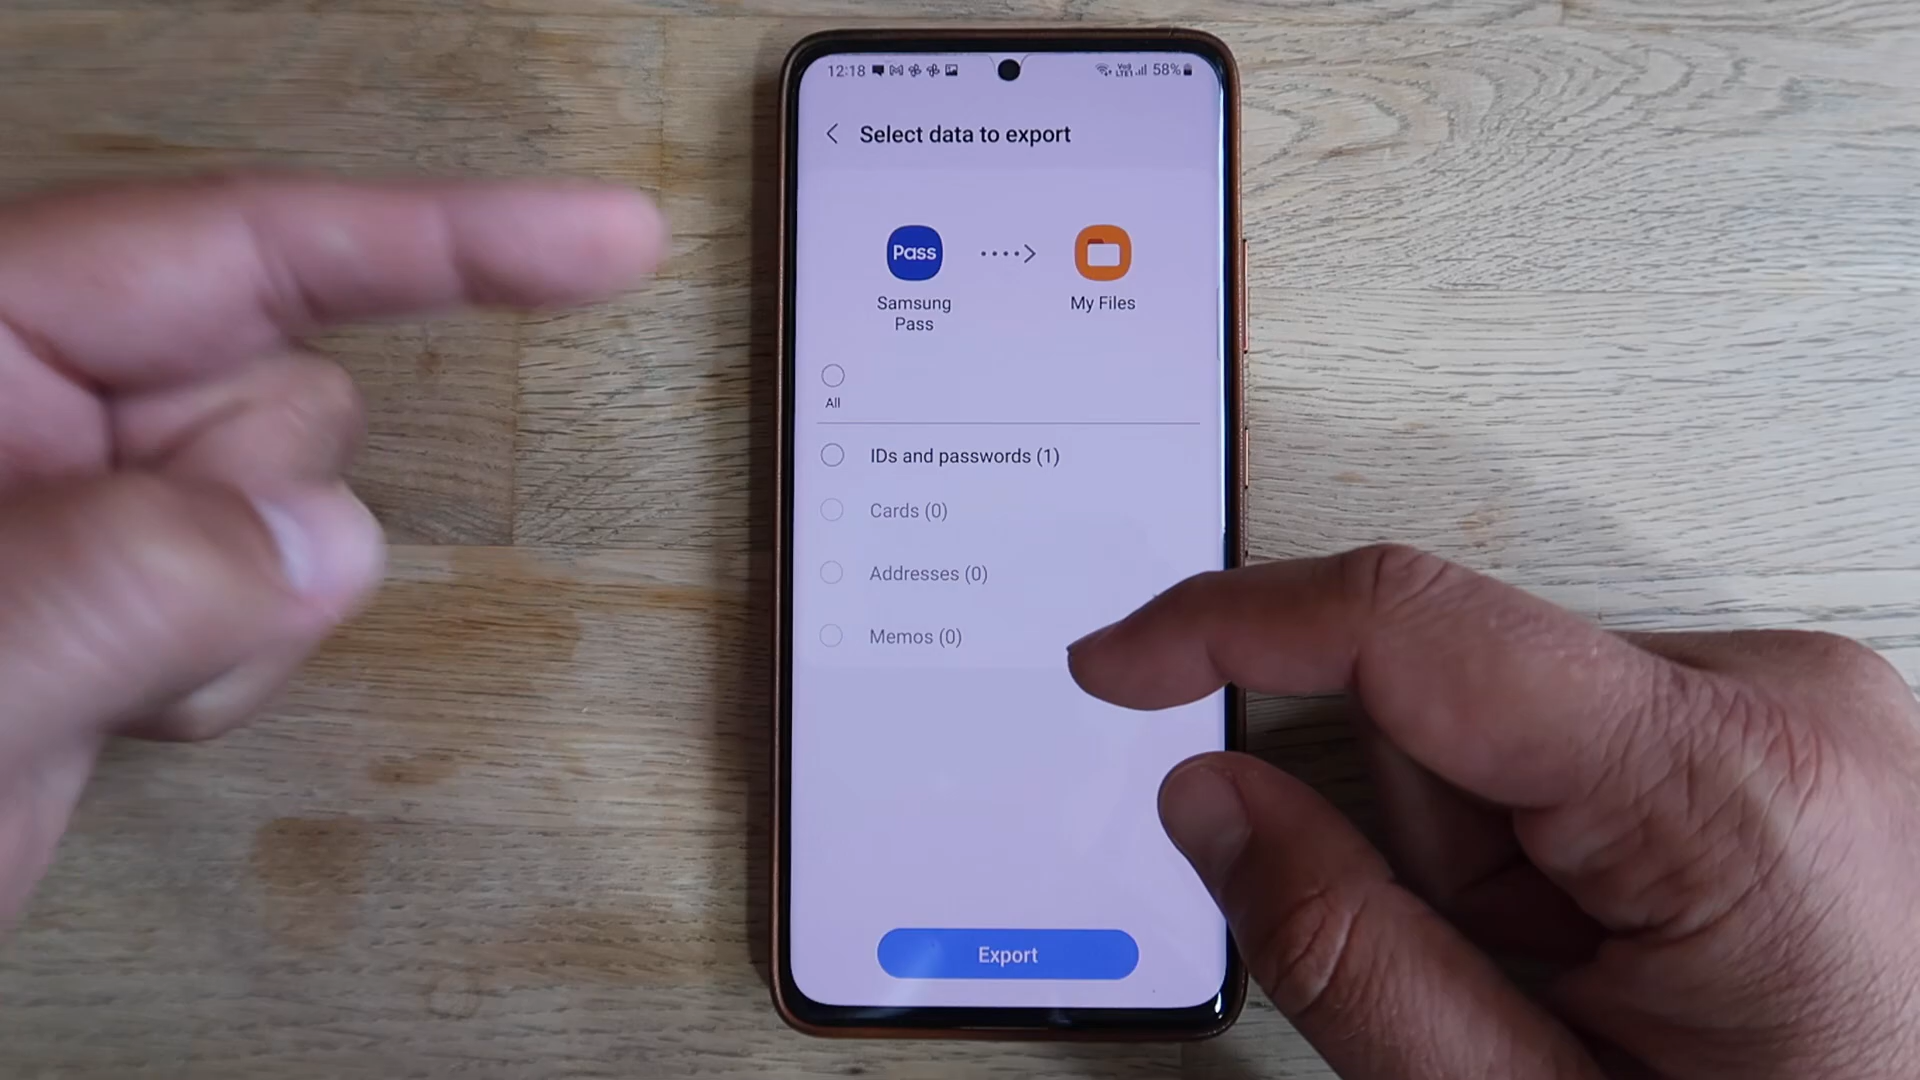 12:18
58%
Select data to export
Pass
Samsung
Pass
My Files
All
IDs and passwords (1)
Cards (0)
Addresses (0)
Memos (0)
Export